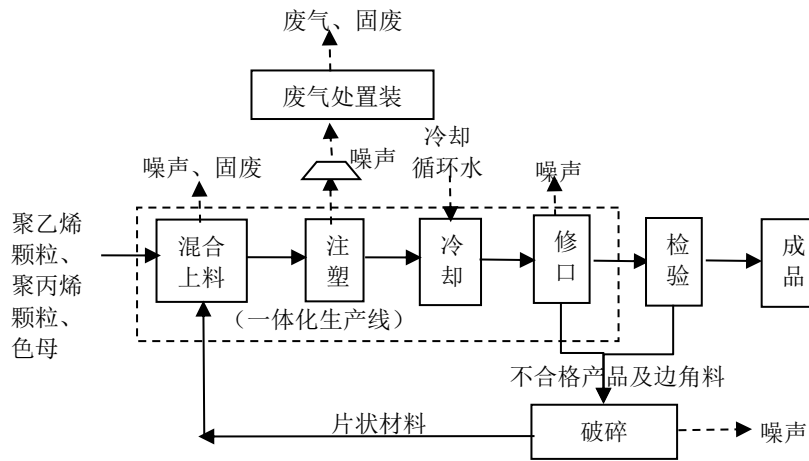 废气、固废
废气处置装
冷却
循环水
噪声
噪声、固废
噪声
聚乙烯
颗粒、
聚丙烯
颗粒、
色母
混合
上料
注
塑
冷
却
修
口
检
验
成
品
（一体化生产线）
不合格产品及边角料
片状材料
破碎
噪声